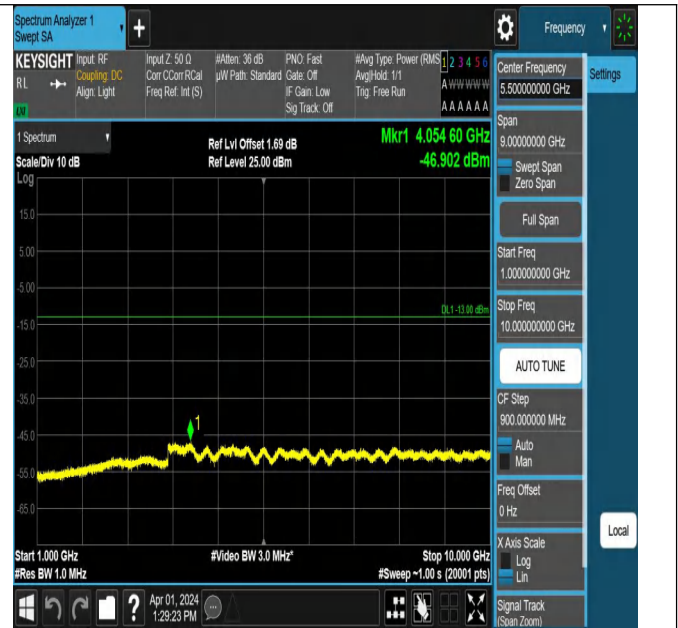 Spectrum Analyzer 1
Swept SA
+
Frequency
KEYSIGHT
RL
Input: RF
Coupling: DC
Align: Light
Input Z: 50 Ω
Corr CCorr RCal
Freq Ref: Int (S)
#Atten: 36 dB
µW Path: Standard
PNO: Fast
Gate: Off
IF Gain: Low
Sig Track: Off
#Avg Type: Power (RMS
Avg|Hold: 1/1
Trig: Free Run
1 2 3 4 5 6
A W W W W W
A A A A A A
1 Spectrum
Scale/Div 10 dB
Log
Ref Lvl Offset 1.69 dB
Ref Level 25.00 dBm
Mkr1 4.054 60 GHz
-46.902 dBm
15.0
5.00
-5.00
-15.0
-25.0
-35.0
-45.0
-55.0
-65.0
DL1 -13.00 dBm
1
Start 1.000 GHz
#Res BW 1.0 MHz
#Video BW 3.0 MHz*
Stop 10.000 GHz
#Sweep ~1.00 s (20001 pts)
?
Apr 01, 2024
1:29:23 PM
Center Frequency
5.500000000 GHz
Settings
Span
9.00000000 GHz
Swept Span
Zero Span
Full Span
Start Freq
1.000000000 GHz
Stop Freq
10.000000000 GHz
AUTO TUNE
CF Step
900.000000 MHz
Auto
Man
Freq Offset
0 Hz
X Axis Scale
Log
Lin
Local
Signal Track
(Span Zoom)